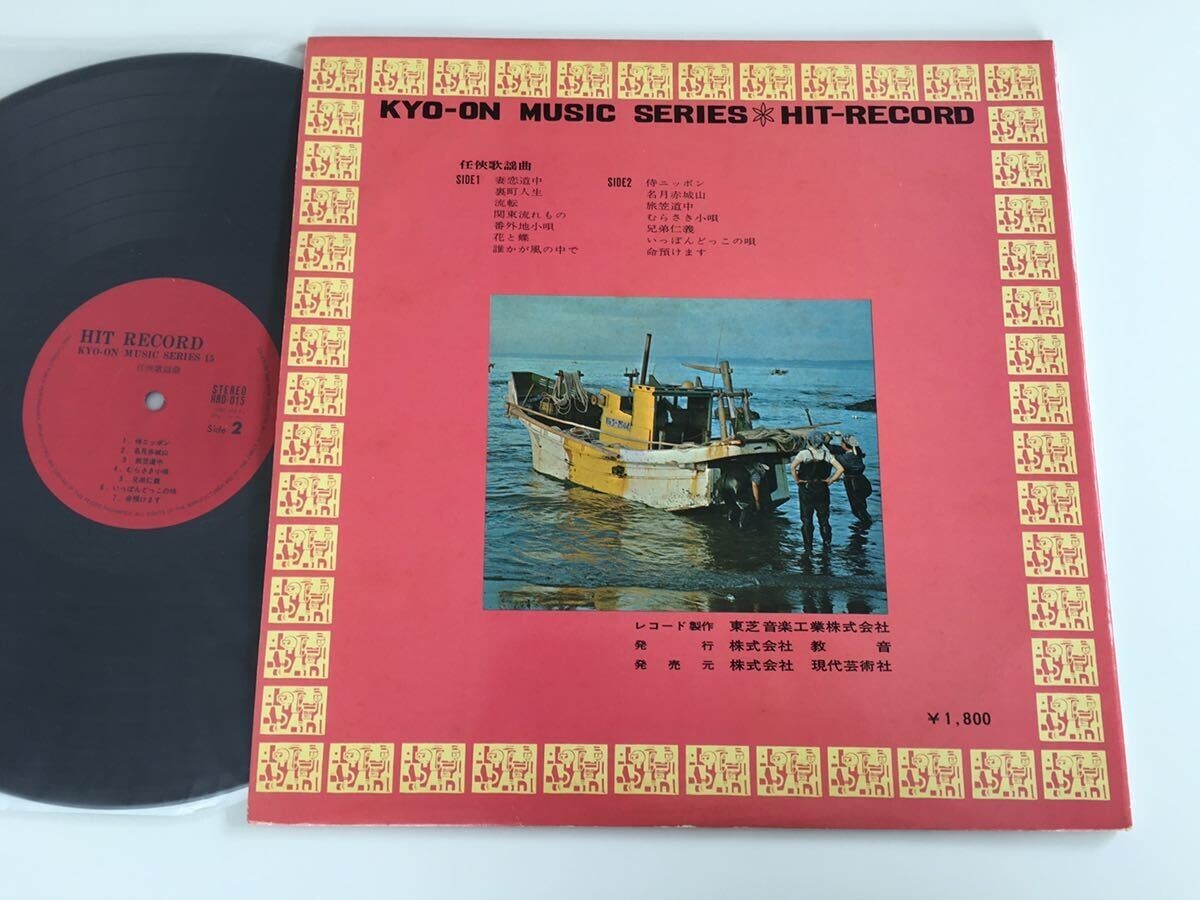 KYO-ON MUSIC SERIES HIT-RECORD
任侠歌謡曲
SIDE1
妻恋道中
裏町人生
流転
関東流れもの
番外地小唄
花と蝶
誰かが風の中で
SIDE2
侍ニッポン
名月赤城山
旅笠道中
むらさき小唄
兄弟仁義
いっぽんどっこの唄
命預けます
レコード製作 東芝音楽工業株式会社
発行 株式会社 教音
発売元 株式会社 現代芸術社
¥1,800
HIT RECORD
KYO-ON MUSIC SERIES 15
任侠歌謡曲
STEREO
HRO-015
Side 2
1. 侍ニッポン
2. 名月赤城山
3. 旅笠道中
4. むらさき小唄
5. 兄弟仁義
6. いっぽんどっこの唄
7. 命預けます